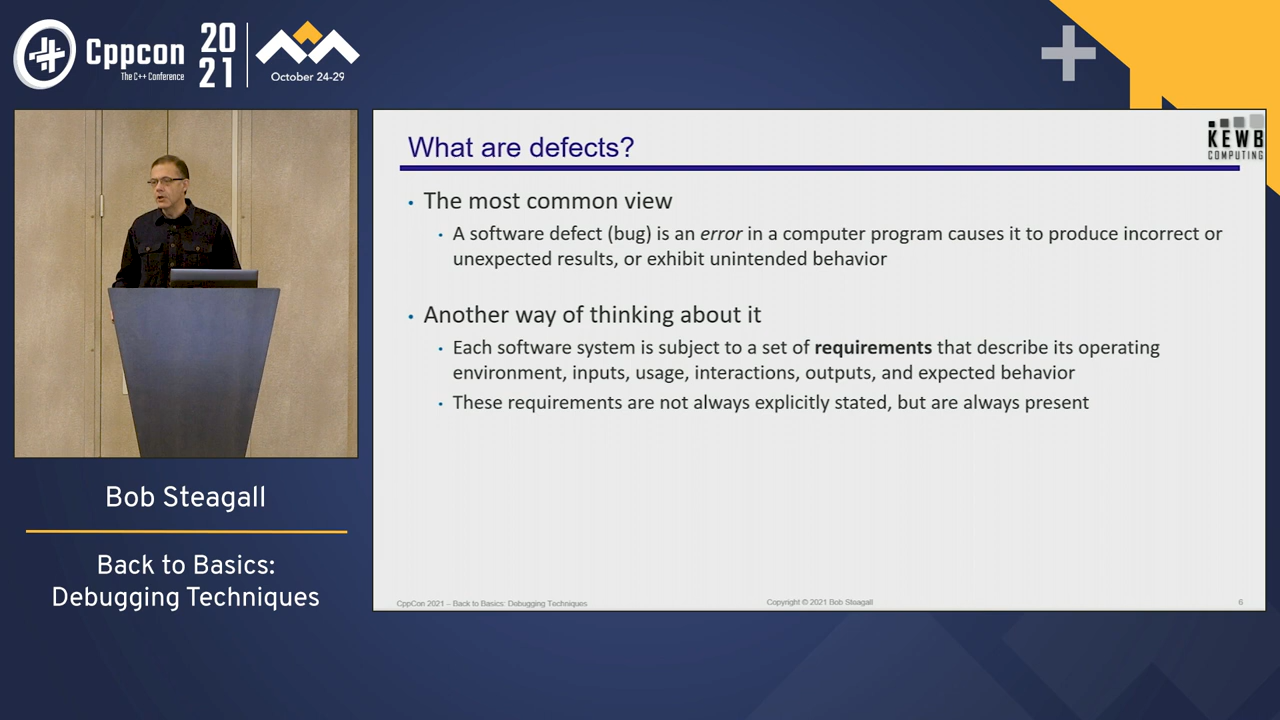 Cppcon
The C++ Conference
20
21
October 24-29
KEWB
COMPUTING
What are defects?
• The most common view
• A software defect (bug) is an error in a computer program causes it to produce incorrect or
unexpected results, or exhibit unintended behavior
• Another way of thinking about it
• Each software system is subject to a set of requirements that describe its operating
environment, inputs, usage, interactions, outputs, and expected behavior
• These requirements are not always explicitly stated, but are always present
CppCon 2021 – Back to Basics: Debugging Techniques
Copyright © 2021 Bob Steagall
6
Bob Steagall
Back to Basics:
Debugging Techniques